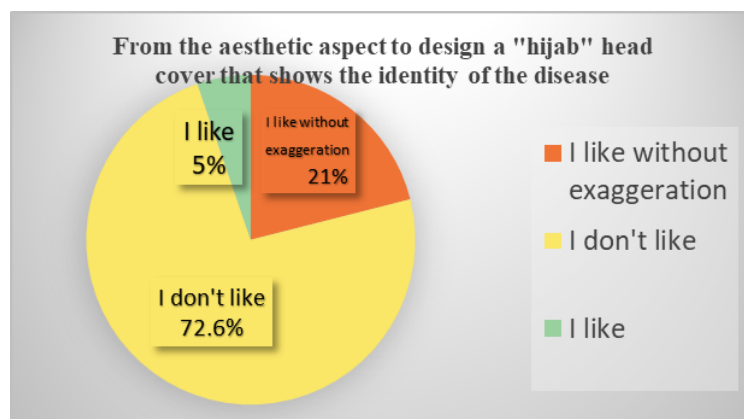 From the aesthetic aspect to design a "hijab" head
cover that shows the identity of the disease
I like
5%
I like without
exaggeration
21%
I don't like
72.6%
I like without
exaggeration
I don't like
I like